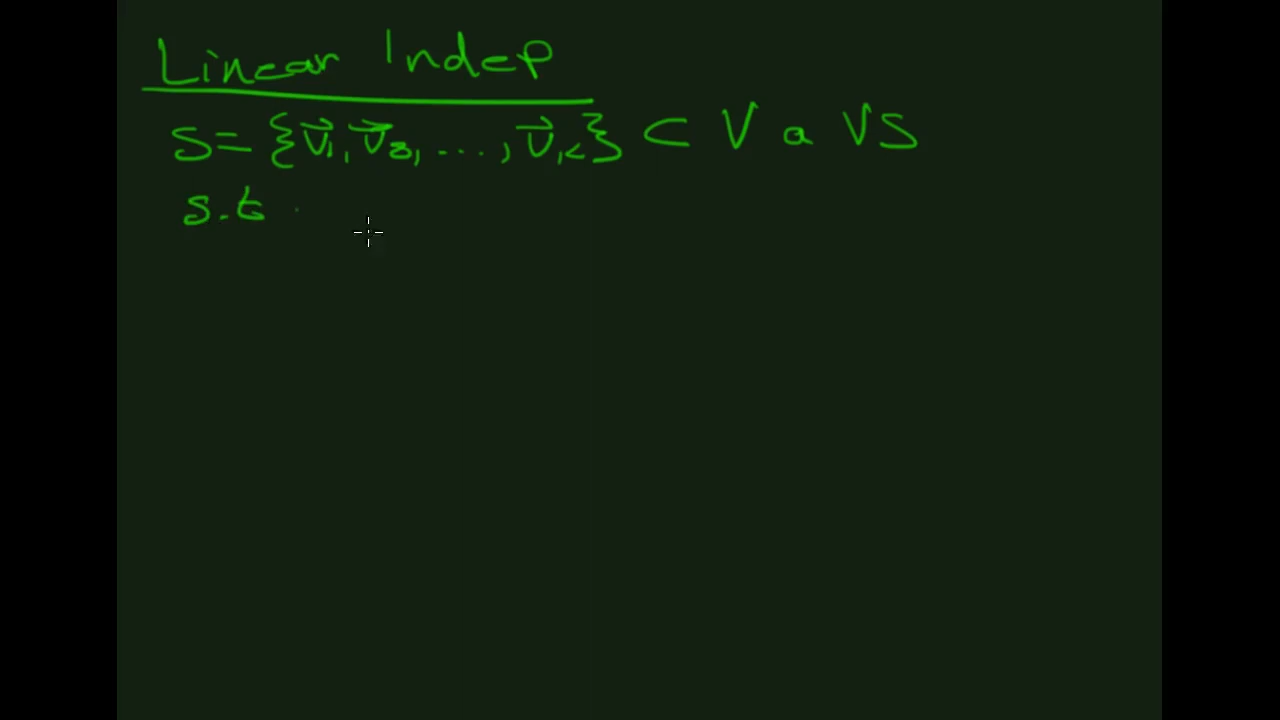 Linear Indep
S = {v⃗₁, v⃗₂, ..., v⃗ₖ} ⊂ V a VS
s.t